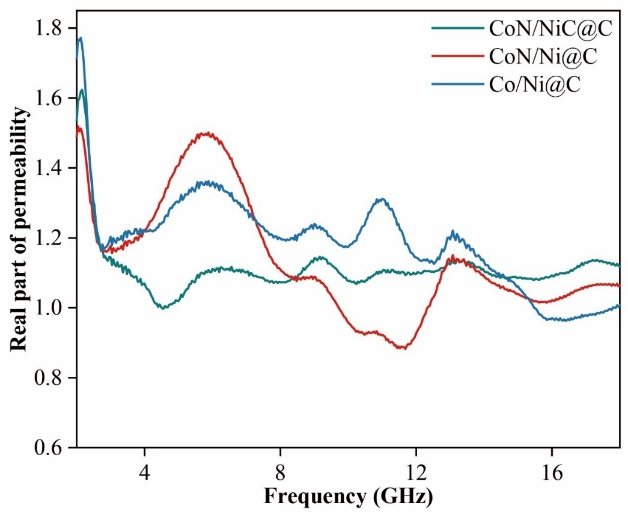 CoN/NiC@C
CoN/Ni@C
Co/Ni@C
Real part of permeability
1.8
1.6
1.4
1.2
1.0
0.8
0.6
4 8 12 16
Frequency (GHz)